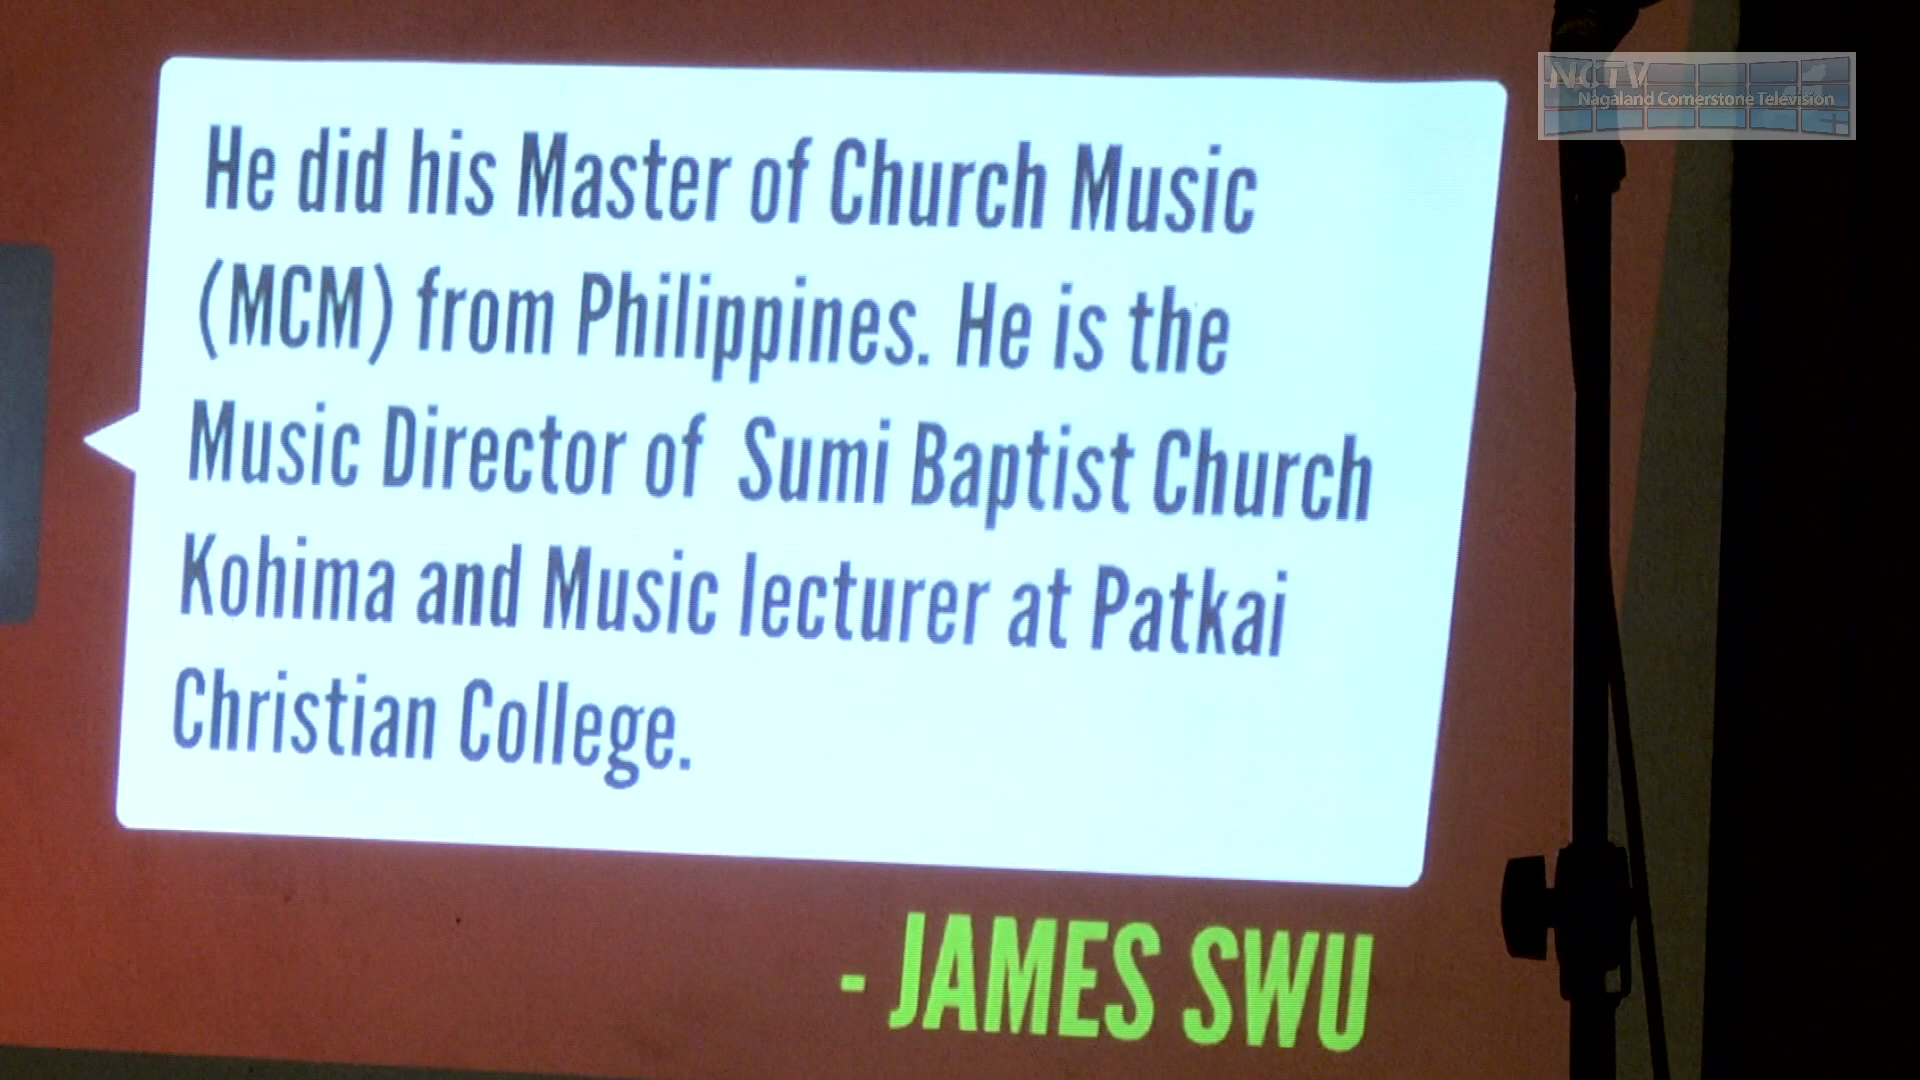 NCTV
Nagaland Cornerstone Television
He did his Master of Church Music
(MCM) from Philippines. He is the
Music Director of Sumi Baptist Church
Kohima and Music lecturer at Patkai
Christian College.
- JAMES SWU